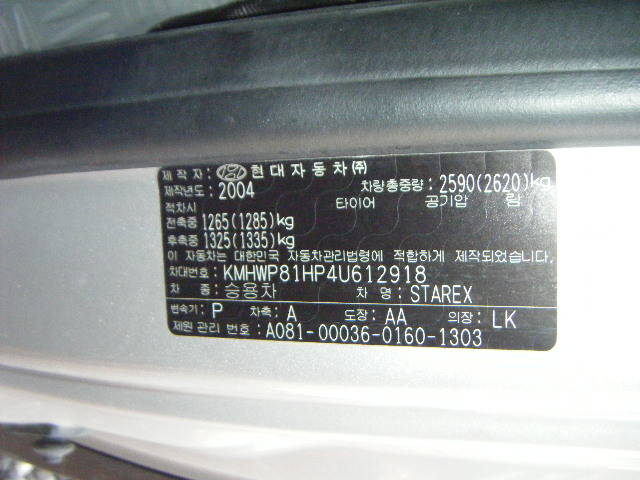 제 작 자: 현대자동차(주)
제작년도: 2004 차량총중량: 2590(2620)kg
적차시 타이어 공기압 림
전축중 1265(1285)kg
후축중 1325(1335)kg
이 자동차는 대한민국 자동차관리법령에 적합하게 제작되었습니다.
차대번호: KMHWP81HP4U612918
차 종: 승용차 차 명: STAREX
변속기: P 차축: A 도장: AA 의장: LK
제원 관리 번호: A081-00036-0160-1303